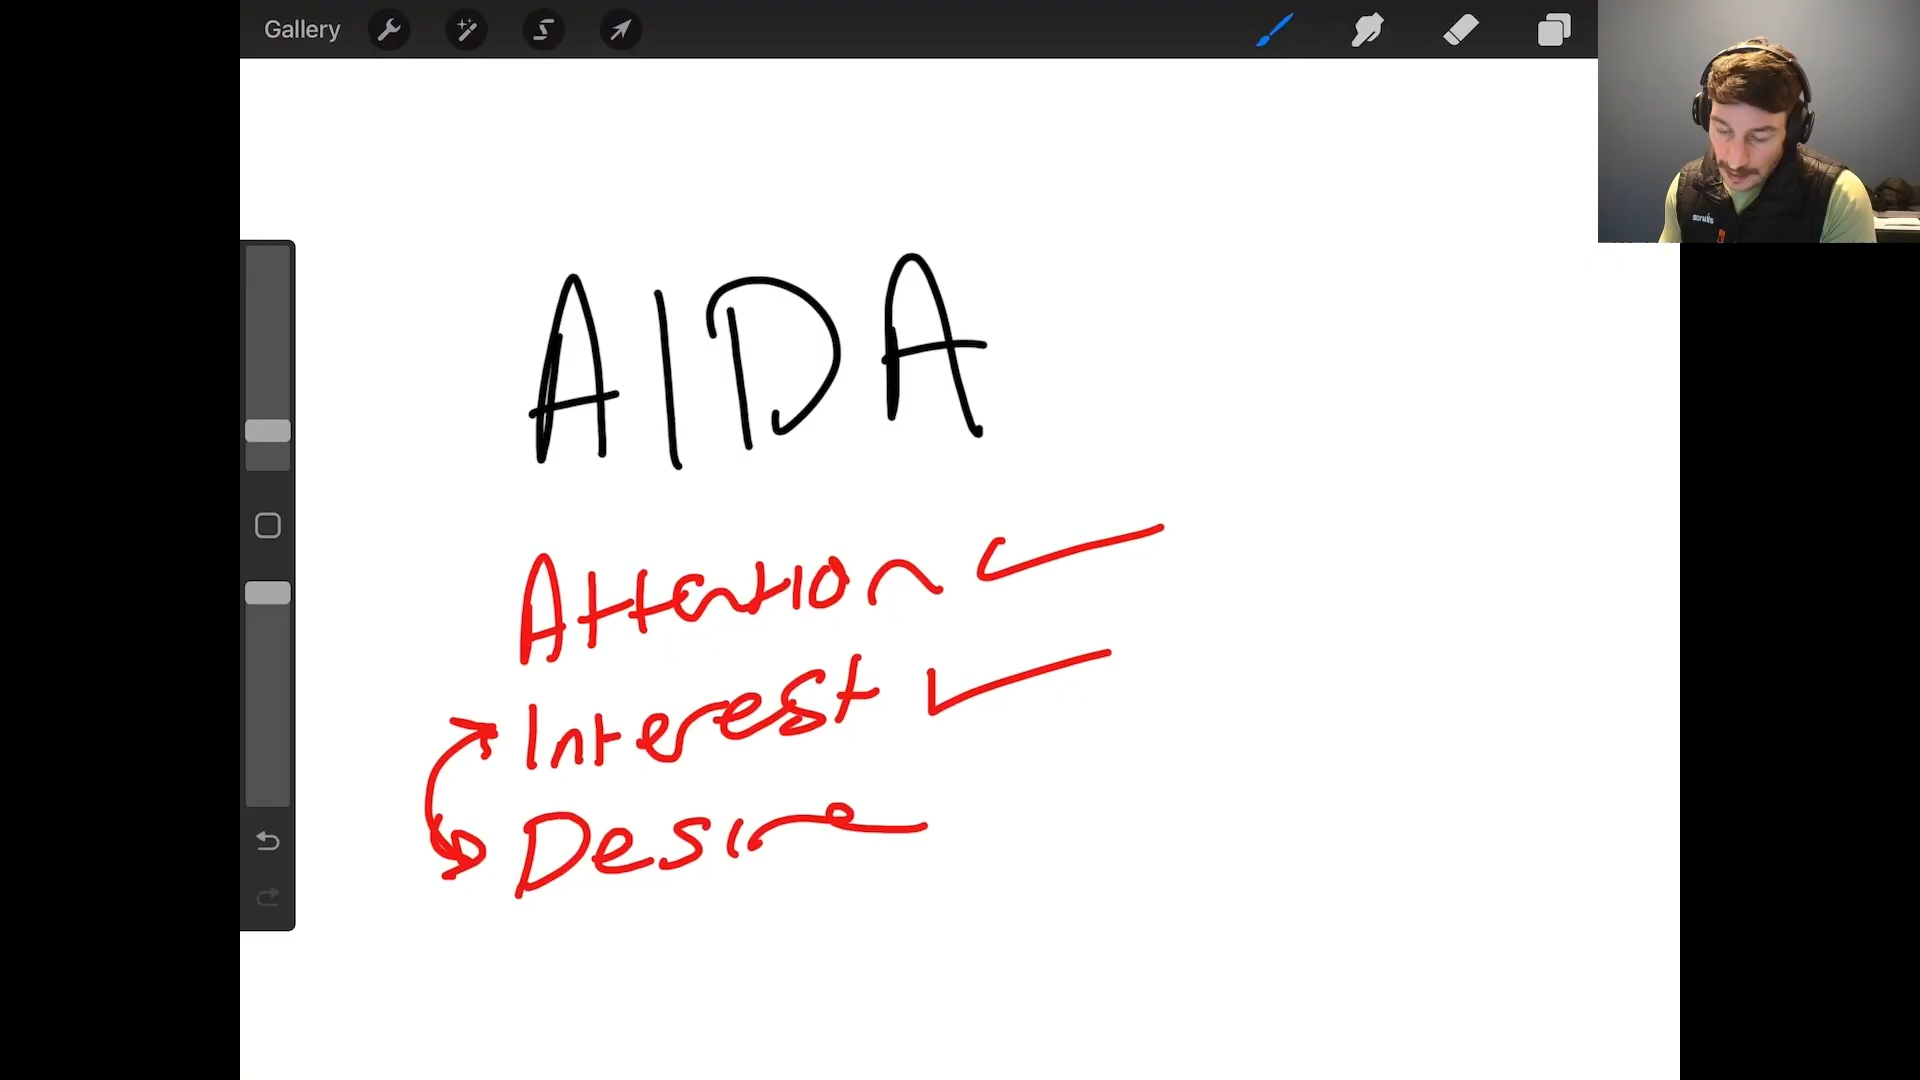 Gallery
AIDA
Attention
Interest
Desire